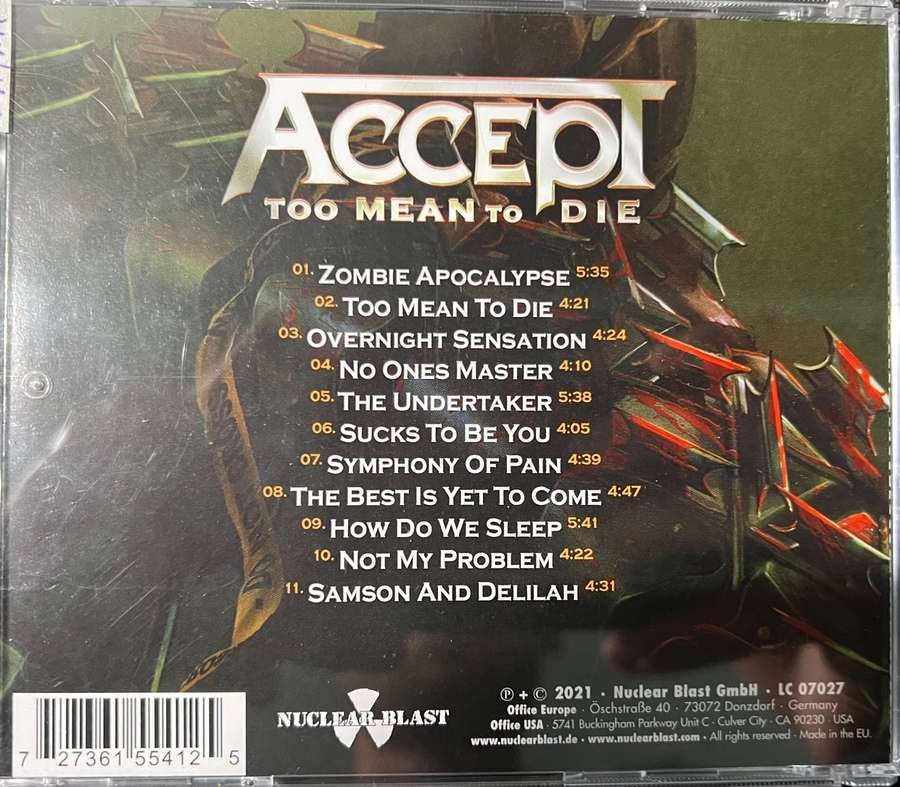 ACCEPT
TOO MEAN TO DIE
01. ZOMBIE APOCALYPSE 5:35
02. TOO MEAN TO DIE 4:21
03. OVERNIGHT SENSATION 4:24
04. NO ONES MASTER 4:10
05. THE UNDERTAKER 5:38
06. SUCKS TO BE YOU 4:05
07. SYMPHONY OF PAIN 4:39
08. THE BEST IS YET TO COME 4:47
09. HOW DO WE SLEEP 5:41
10. NOT MY PROBLEM 4:22
11. SAMSON AND DELILAH 4:31
7 27361 55412 5
NUCLEAR BLAST
℗ + © 2021 · Nuclear Blast GmbH · LC 07027
Office Europe · Öschstraße 40 · 73072 Donzdorf · Germany
Office USA · 5741 Buckingham Parkway Unit C · Culver City · CA 90230 · USA
www.nuclearblast.de · www.nuclearblast.com · All rights reserved · Made in the EU.